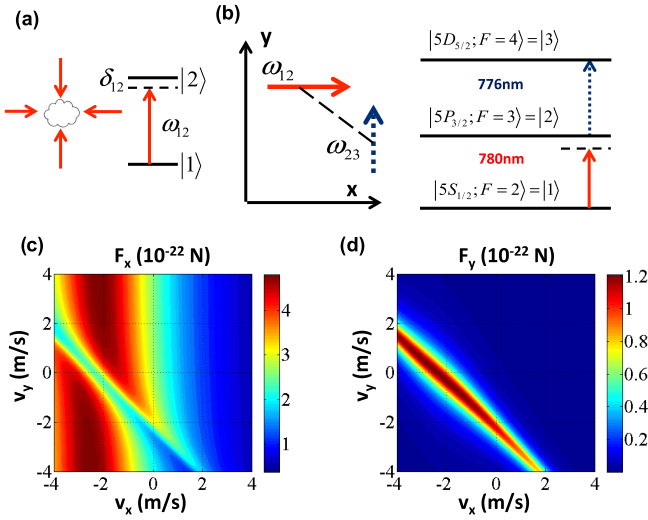 (a)
δ₁₂
|2⟩
ω₁₂
|1⟩
(b)
y
ω₁₂
ω₂₃
x
|5D₅/₂; F = 4⟩ = |3⟩
776nm
|5P₃/₂; F = 3⟩ = |2⟩
780nm
|5S₁/₂; F = 2⟩ = |1⟩
(c)
Fₓ (10⁻²² N)
4
2
0
-2
-4
vy (m/s)
-4 -2 0 2 4
vₓ (m/s)
4
3
2
1
(d)
Fy (10⁻²² N)
4
2
0
-2
-4
vy (m/s)
-4 -2 0 2 4
vₓ (m/s)
1.2
1
0.8
0.6
0.4
0.2